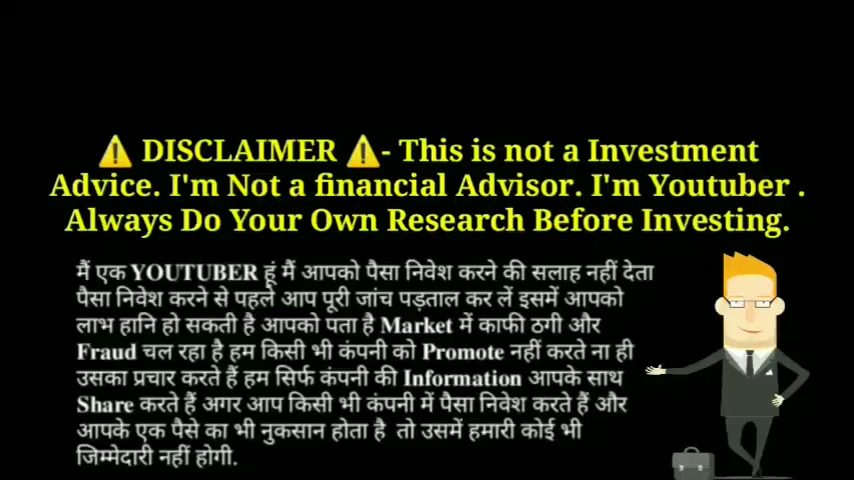 ⚠️ DISCLAIMER ⚠️- This is not a Investment
Advice. I'm Not a financial Advisor. I'm Youtuber .
Always Do Your Own Research Before Investing.
मैं एक YOUTUBER हूं मैं आपको पैसा निवेश करने की सलाह नहीं देता
पैसा निवेश करने से पहले आप पूरी जांच पड़ताल कर लें इसमें आपको
लाभ हानि हो सकती है आपको पता है Market में काफी ठगी और
Fraud चल रहा है हम किसी भी कंपनी को Promote नहीं करते ना ही
उसका प्रचार करते हैं हम सिर्फ कंपनी की Information आपके साथ
Share करते हैं अगर आप किसी भी कंपनी में पैसा निवेश करते हैं और
आपके एक पैसे का भी नुकसान होता है तो उसमें हमारी कोई भी
जिम्मेदारी नहीं होगी.